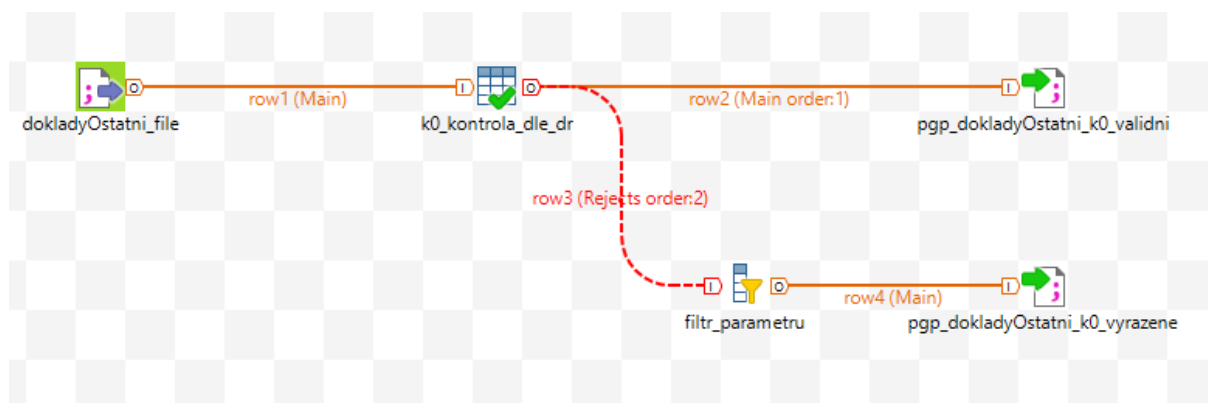 row1 (Main)
row2 (Main order:1)
dokladyOstatni_file
k0_kontrola_dle_dr
pgp_dokladyOstatni_k0_validni
row3 (Rejects order:2)
row4 (Main)
filtr_parametru
pgp_dokladyOstatni_k0_vyrazene